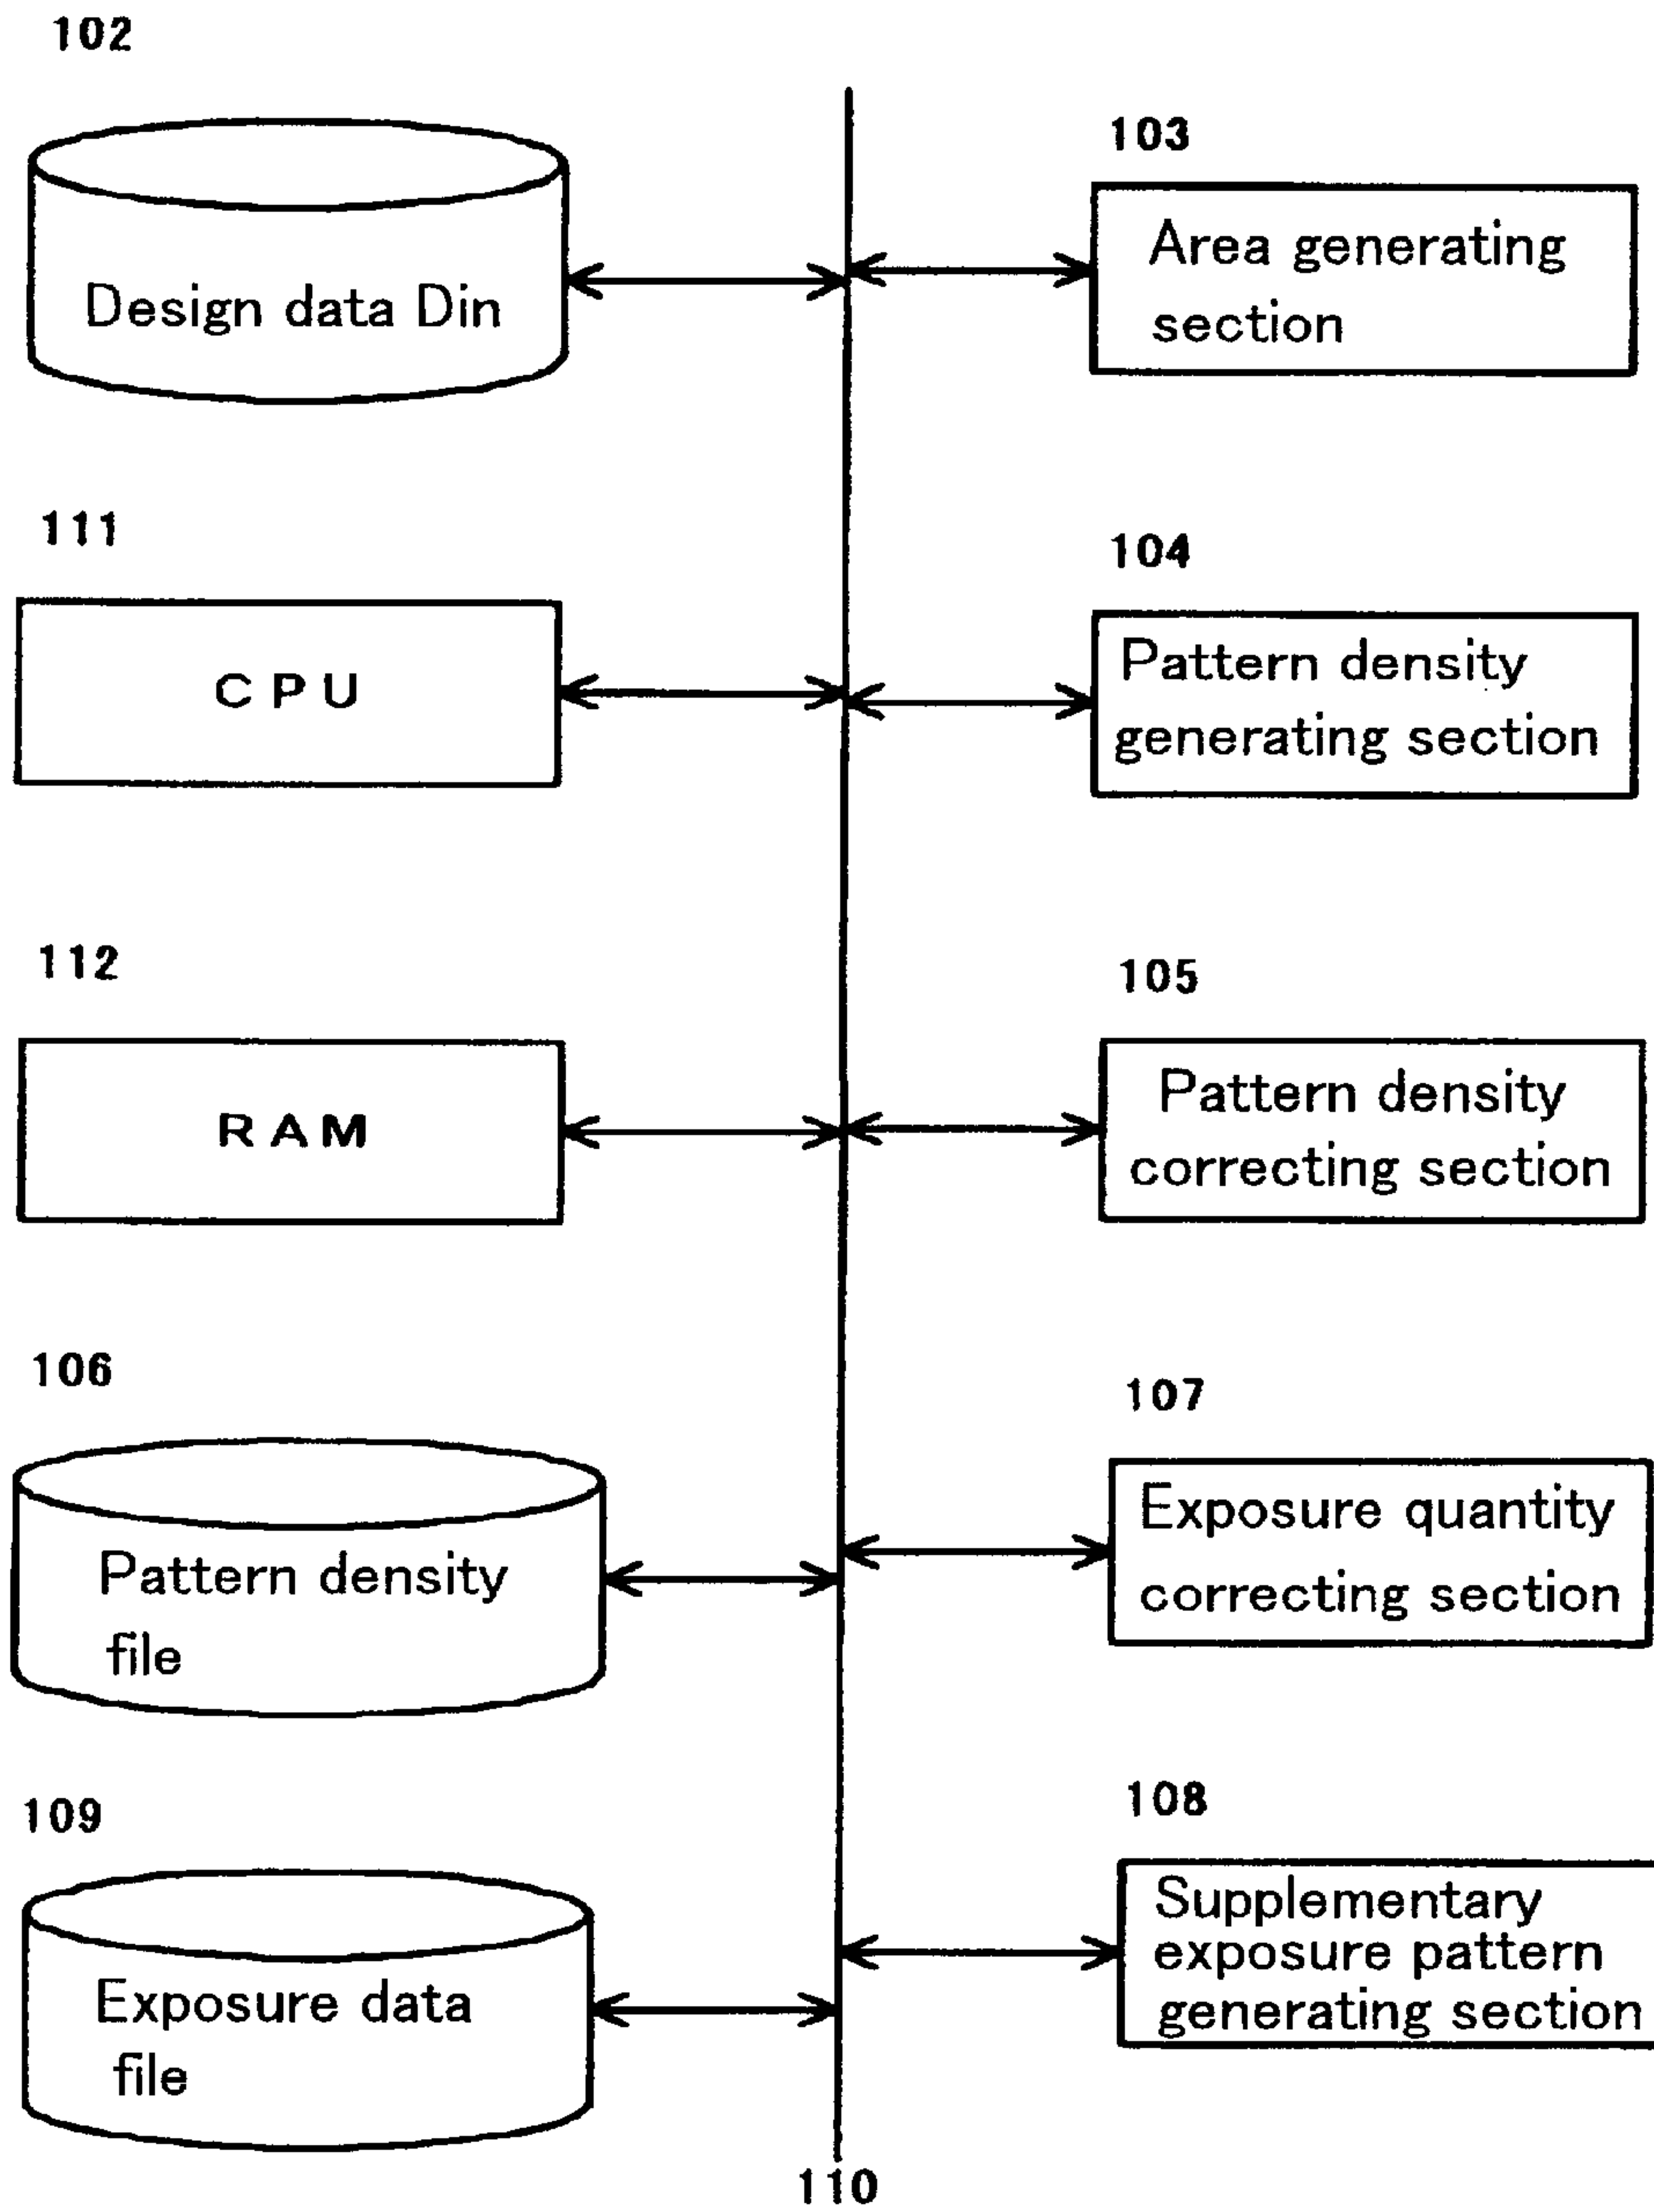 102
Design data Din
103
Area generating
section
111
CPU
104
Pattern density
generating section
112
RAM
105
Pattern density
correcting section
106
Pattern density
file
107
Exposure quantity
correcting section
109
Exposure data
file
108
Supplementary
exposure pattern
generating section
110